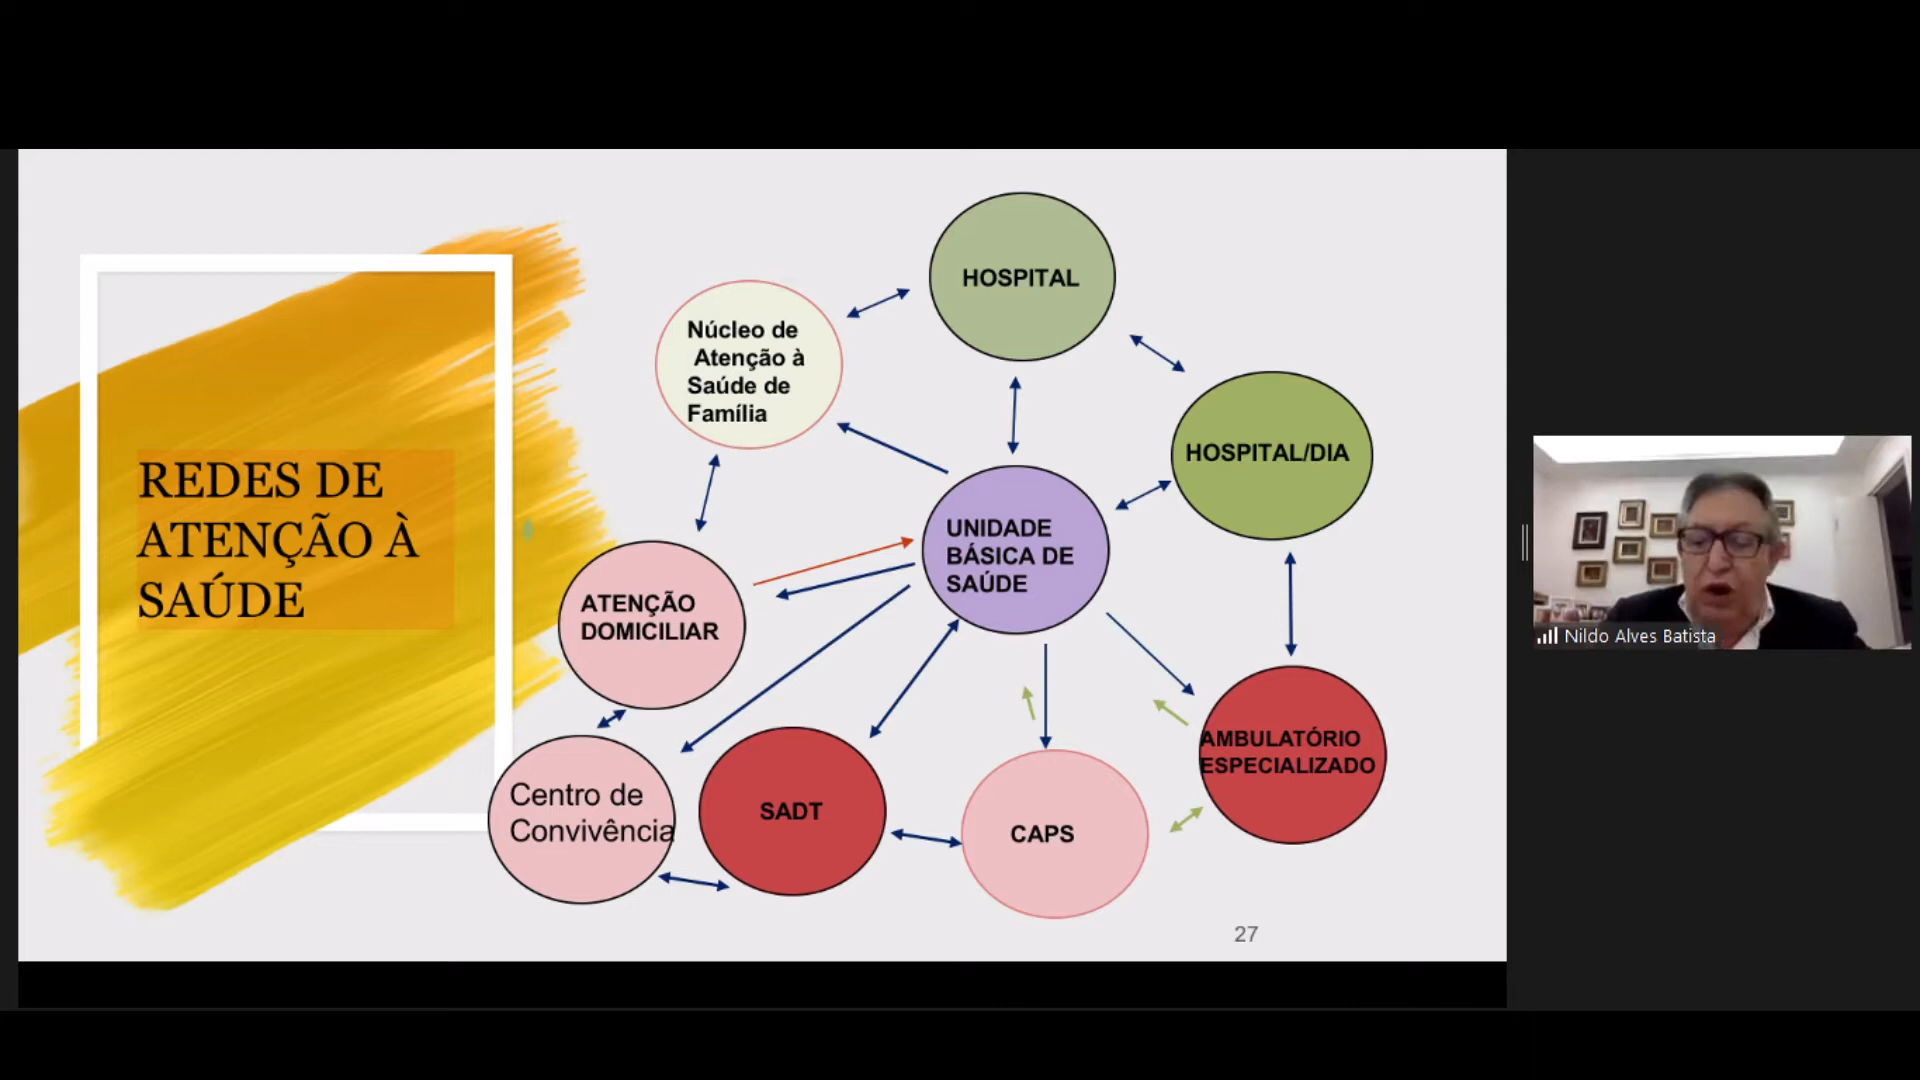 REDES DE
ATENÇÃO À
SAÚDE
HOSPITAL
Núcleo de
Atenção à
Saúde de
Família
HOSPITAL/DIA
UNIDADE
BÁSICA DE
SAÚDE
ATENÇÃO
DOMICILIAR
Centro de
Convivência
SADT
CAPS
AMBULATÓRIO
ESPECIALIZADO
27
Nildo Alves Batista